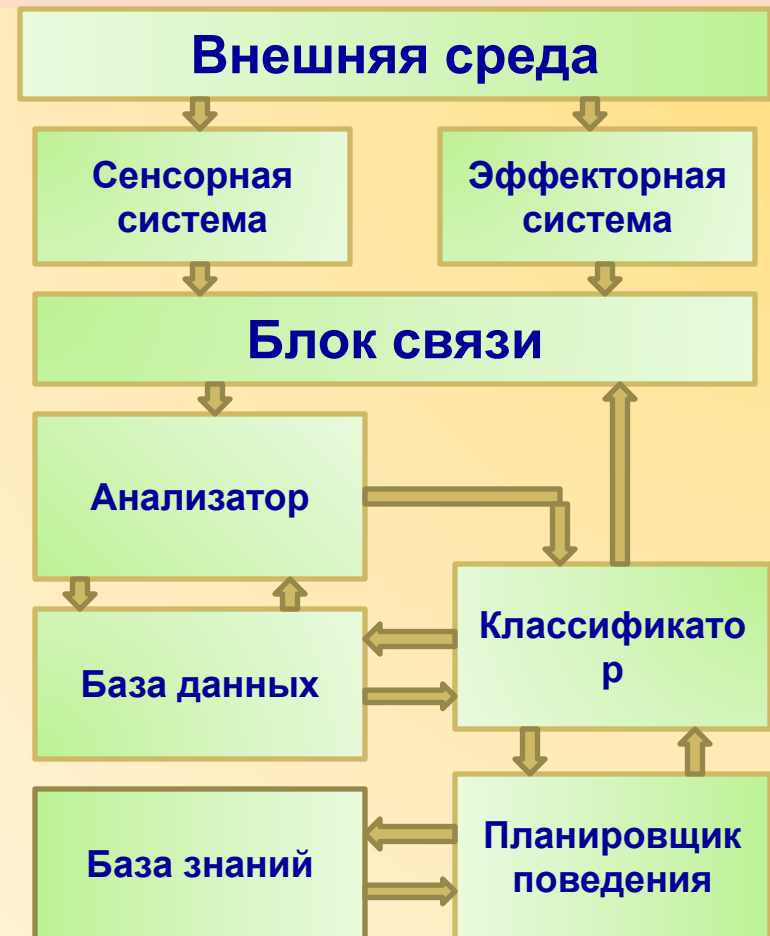 Внешняя среда
Сенсорная
система
Эффекторная
система
Блок связи
Анализатор
Классификато
р
База данных
Планировщик
поведения
База знаний